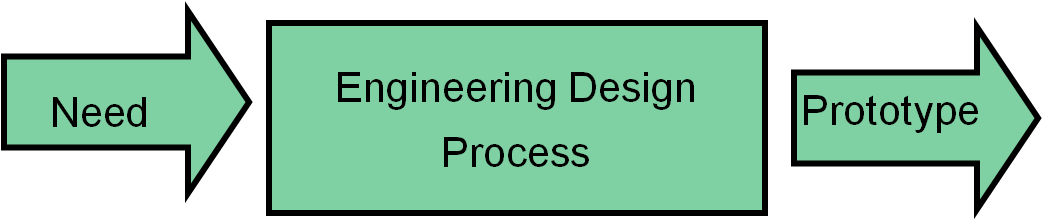 Need
Engineering Design
Process
Prototype